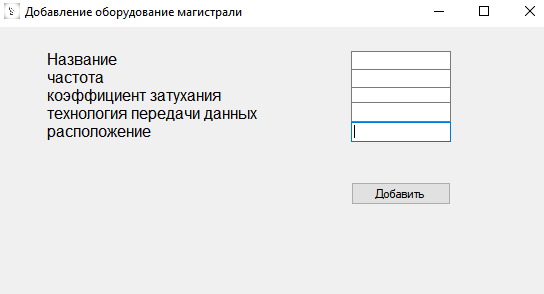 Добавление оборудование магистрали
Название
частота
коэффициент затухания
технология передачи данных
расположение
Добавить